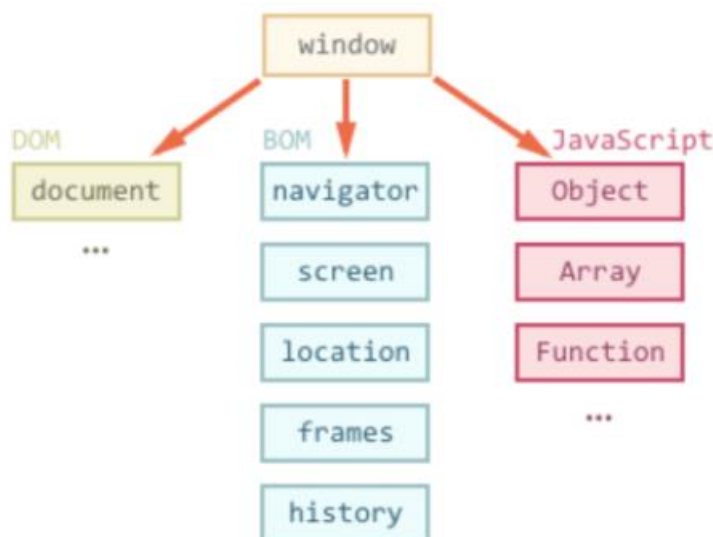 window
DOM
BOM
JavaScript
document
navigator
Object
...
screen
Array
location
Function
frames
...
history